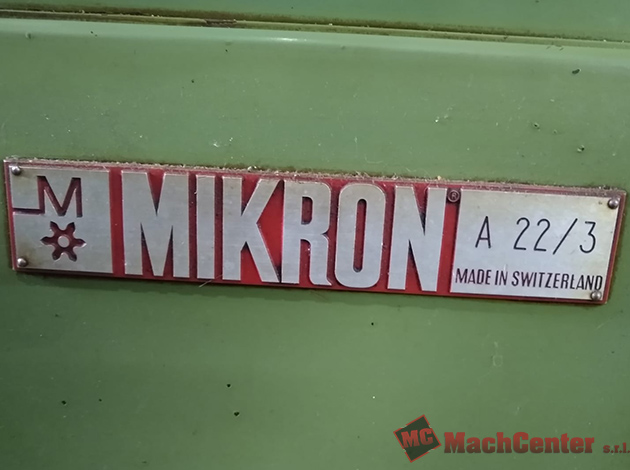 M
MIKRON®
A 22/3
MADE IN SWITZERLAND
MC MachCenter s.r.l.